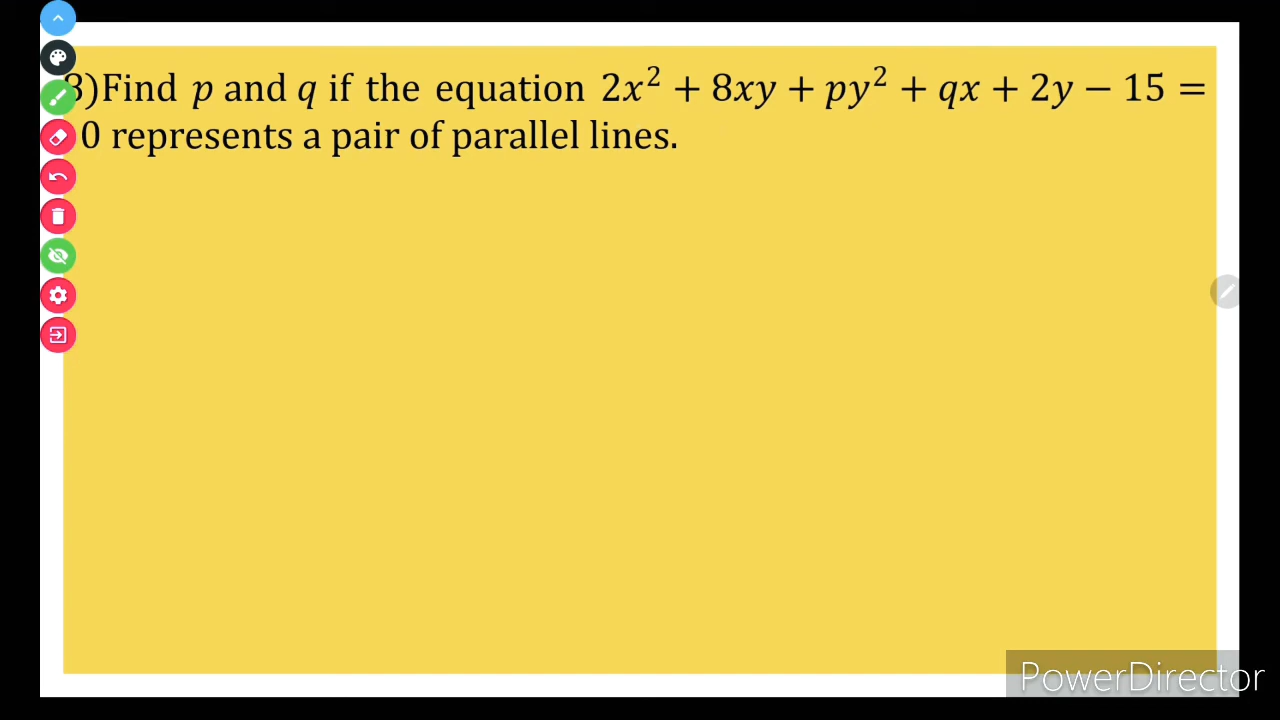 3)Find p and q if the equation 2x² + 8xy + py² + qx + 2y − 15 =
0 represents a pair of parallel lines.
PowerDirector